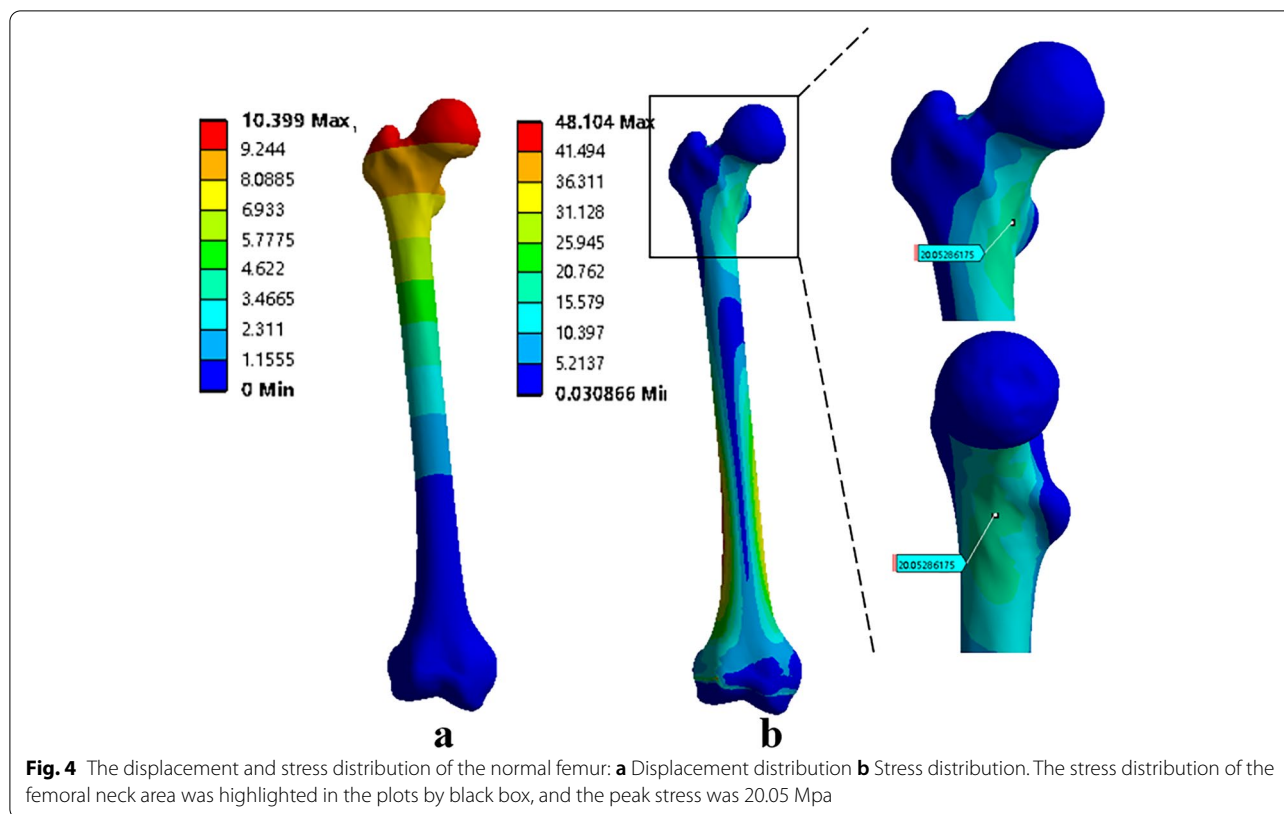 10.399 Max
9.244
8.0885
6.933
5.7775
4.622
3.4665
2.311
1.1555
0 Min
48.104 Max
41.494
36.311
31.128
25.945
20.762
15.579
10.397
5.2137
0.030866 Mi
20.05286175
20.05286175
a
b
Fig. 4 The displacement and stress distribution of the normal femur: a Displacement distribution b Stress distribution. The stress distribution of the
femoral neck area was highlighted in the plots by black box, and the peak stress was 20.05 Mpa